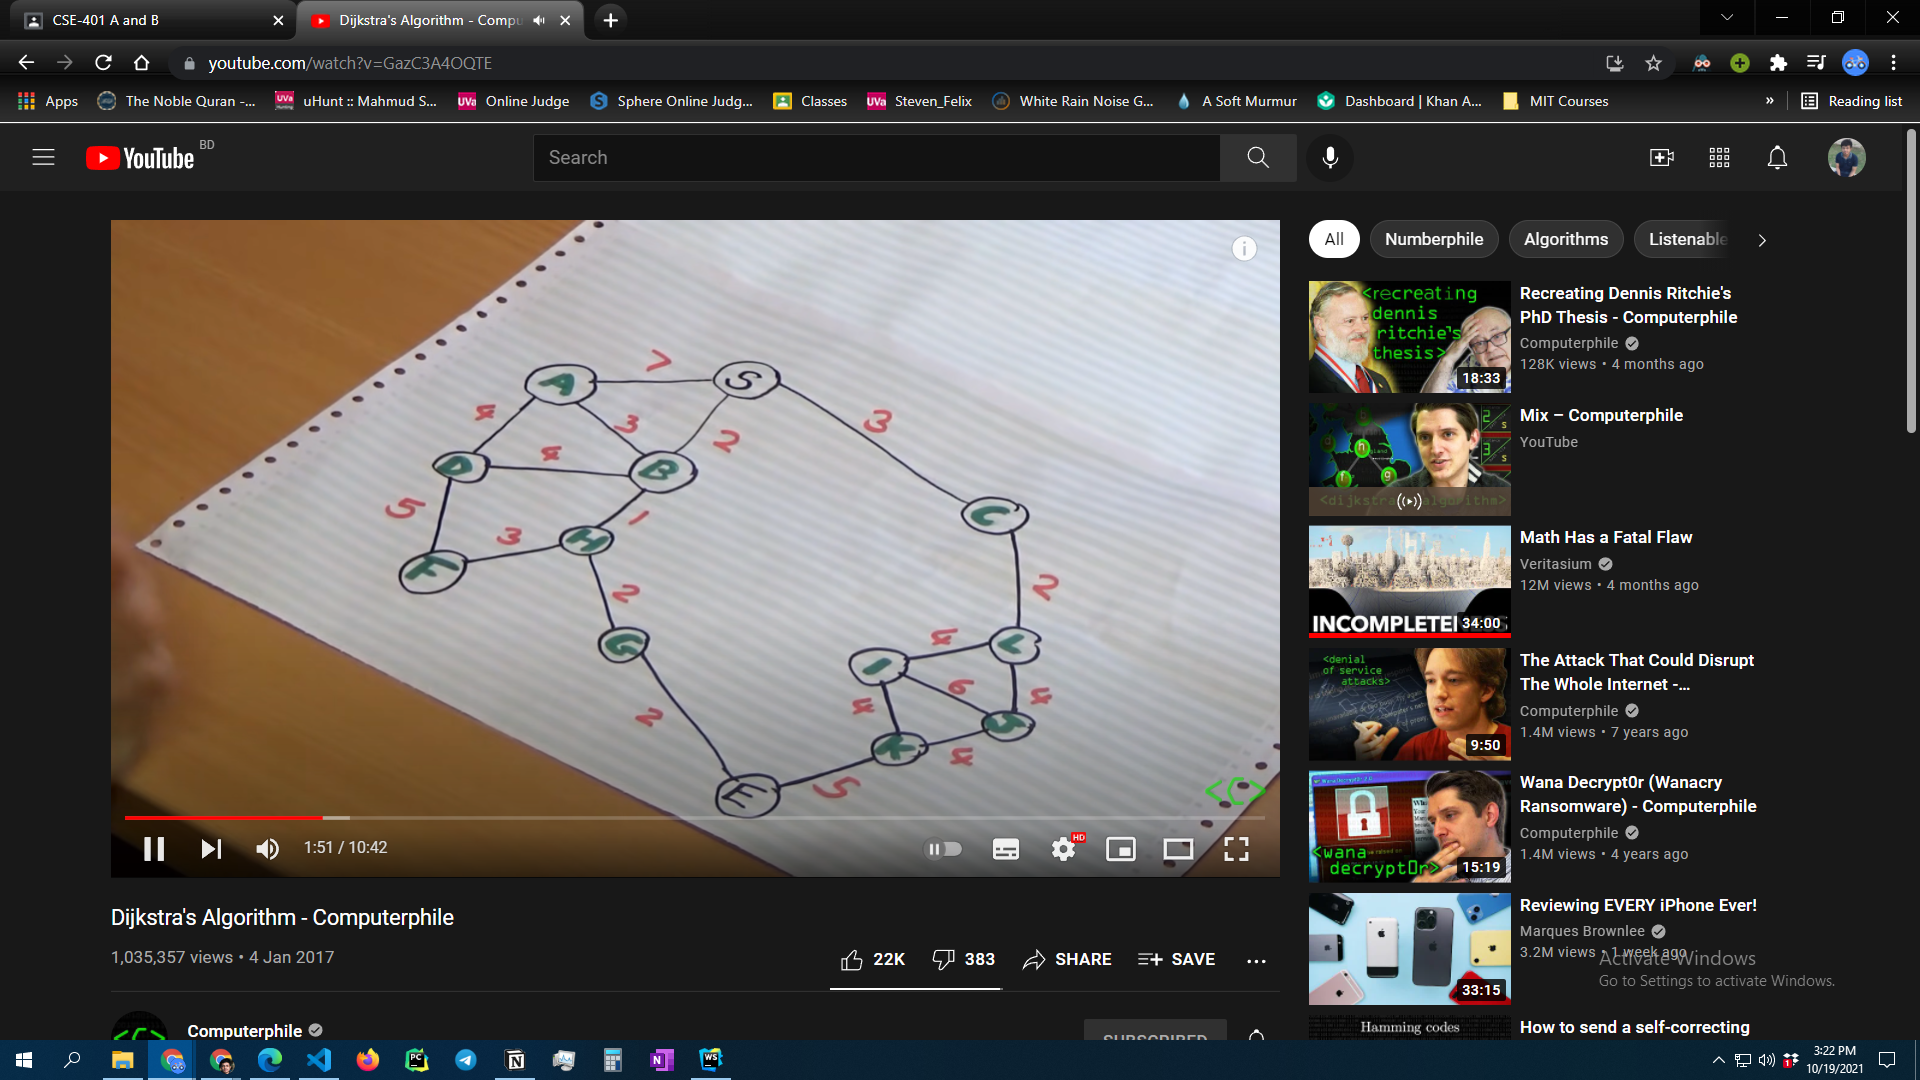 CSE-401 A and B
Dijkstra's Algorithm - Compu
youtube.com/watch?v=GazC3A4OQTE
Apps
The Noble Quran -...
UVa
uHunt :: Mahmud S...
UVa
Online Judge
Sphere Online Judg...
Classes
UVa
Steven_Felix
White Rain Noise G...
A Soft Murmur
Dashboard | Khan A...
MIT Courses
»
Reading list
YouTube BD
Search
A 7 S
4 3 2 3
D 4 B C
5 3 H 1
F 2 2
G I 4 L
2 4 6 4
K 4 J
E 5
<C>
1:51 / 10:42
HD
Dijkstra's Algorithm - Computerphile
1,035,357 views • 4 Jan 2017
22K
383
SHARE
SAVE
Computerphile
SUBSCRIBED
All
Numberphile
Algorithms
Listenable
<recreating
dennis
ritchie's
thesis>
18:33
Recreating Dennis Ritchie's
PhD Thesis - Computerphile
Computerphile
128K views • 4 months ago
Mix – Computerphile
YouTube
Math Has a Fatal Flaw
Veritasium
12M views • 4 months ago
34:00
<denial
of service
attacks>
9:50
The Attack That Could Disrupt
The Whole Internet -...
Computerphile
1.4M views • 7 years ago
<wana
decrypt0r>
15:19
Wana Decrypt0r (Wanacry
Ransomware) - Computerphile
Computerphile
1.4M views • 4 years ago
33:15
Reviewing EVERY iPhone Ever!
Marques Brownlee
3.2M views • 1 week ago
Activate Windows
Go to Settings to activate Windows.
Hamming codes
How to send a self-correcting
3:22 PM
10/19/2021